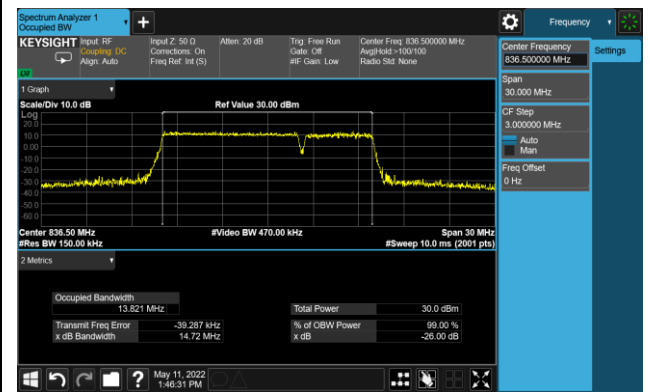 Spectrum Analyzer 1
Occupied BW
Frequency
KEYSIGHT
Input: RF
Coupling: DC
Align: Auto
Input Z: 50 Ω
Corrections: On
Freq Ref: Int (S)
Atten: 20 dB
Trig: Free Run
Gate: Off
#IF Gain: Low
Center Freq: 836.500000 MHz
Avg|Hold:>100/100
Radio Std: None
LXI
Center Frequency
836.500000 MHz
Settings
Span
30.000 MHz
CF Step
3.000000 MHz
Auto
Man
Freq Offset
0 Hz
1 Graph
Scale/Div 10.0 dB
Ref Value 30.00 dBm
Log
20.0
10.0
0.00
-10.0
-20.0
-30.0
-40.0
-50.0
-60.0
Center 836.50 MHz
#Video BW 470.00 kHz
Span 30 MHz
#Res BW 150.00 kHz
#Sweep 10.0 ms (2001 pts)
2 Metrics
Occupied Bandwidth
13.821 MHz
Total Power
30.0 dBm
Transmit Freq Error
-39.287 kHz
% of OBW Power
99.00 %
x dB Bandwidth
14.72 MHz
x dB
-26.00 dB
?
May 11, 2022
1:46:31 PM